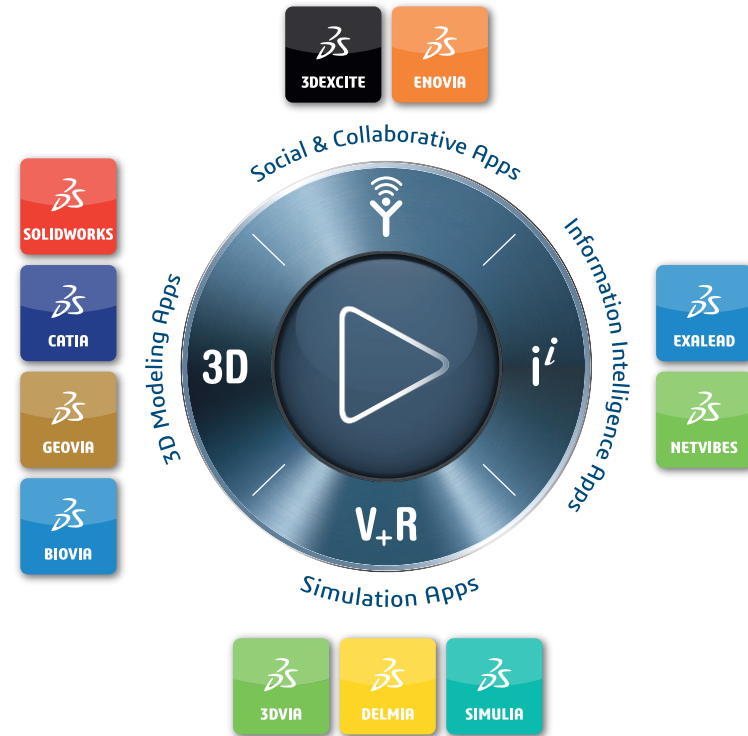 3DEXCITE
ENOVIA
Social & Collaborative Apps
SOLIDWORKS
CATIA
GEOVIA
BIOVIA
3D Modeling Apps
3D
i i
V+R
Information Intelligence Apps
EXALEAD
NETVIBES
Simulation Apps
3DVIA
DELMIA
SIMULIA